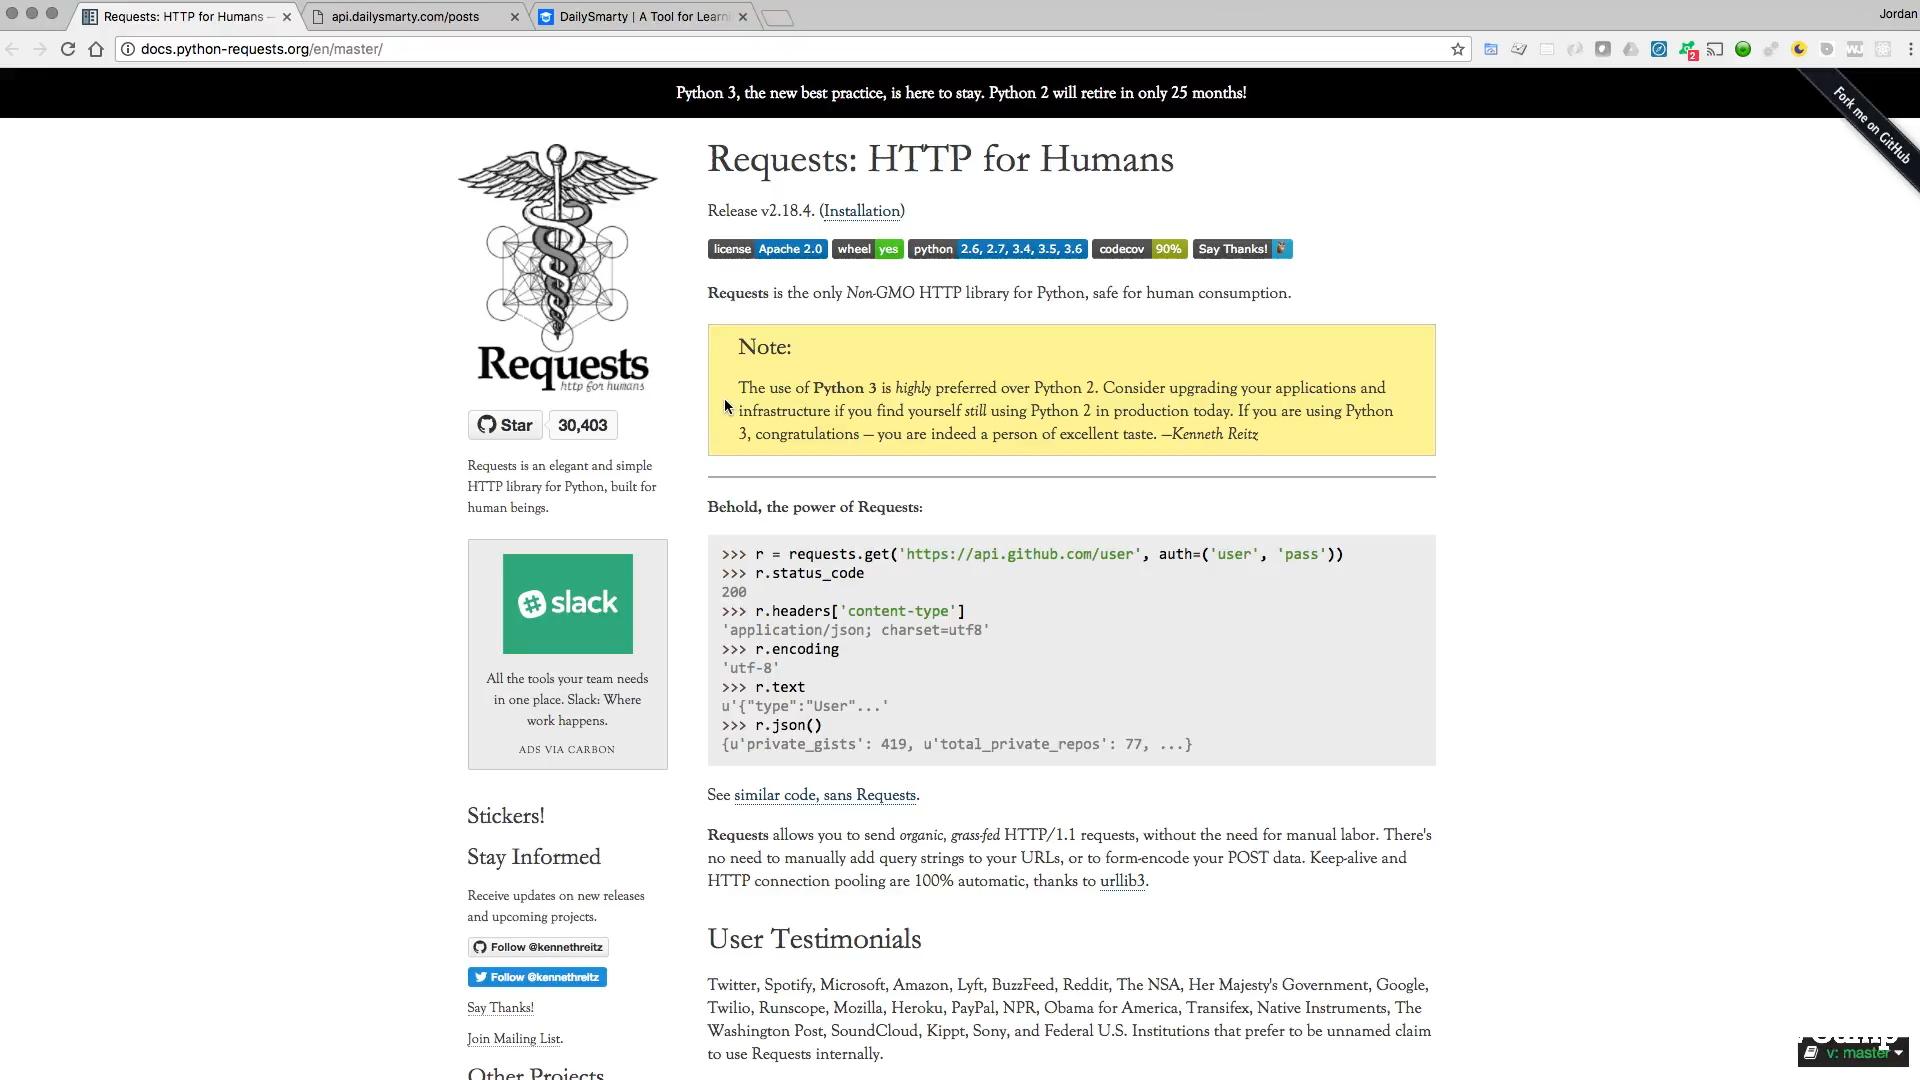 Requests: HTTP for Humans —
api.dailysmarty.com/posts
DailySmarty | A Tool for Learni
Jordan
docs.python-requests.org/en/master/
2
Python 3, the new best practice, is here to stay. Python 2 will retire in only 25 months!
Fork me on GitHub
Requests
http for humans
Star 30,403
Requests is an elegant and simple
HTTP library for Python, built for
human beings.
slack
All the tools your team needs
in one place. Slack: Where
work happens.
ADS VIA CARBON
Stickers!
Stay Informed
Receive updates on new releases
and upcoming projects.
Follow @kennethreitz
Follow @kennethreitz
Say Thanks!
Join Mailing List.
Other Projects
Requests: HTTP for Humans
Release v2.18.4. (Installation)
license Apache 2.0 wheel yes python 2.6, 2.7, 3.4, 3.5, 3.6 codecov 90% Say Thanks!
Requests is the only Non-GMO HTTP library for Python, safe for human consumption.
Note:
The use of Python 3 is highly preferred over Python 2. Consider upgrading your applications and
infrastructure if you find yourself still using Python 2 in production today. If you are using Python
3, congratulations — you are indeed a person of excellent taste. —Kenneth Reitz
Behold, the power of Requests:
>>> r = requests.get('https://api.github.com/user', auth=('user', 'pass'))
>>> r.status_code
200
>>> r.headers['content-type']
'application/json; charset=utf8'
>>> r.encoding
'utf-8'
>>> r.text
u'{"type":"User"...'
>>> r.json()
{u'private_gists': 419, u'total_private_repos': 77, ...}
See similar code, sans Requests.
Requests allows you to send organic, grass-fed HTTP/1.1 requests, without the need for manual labor. There's
no need to manually add query strings to your URLs, or to form-encode your POST data. Keep-alive and
HTTP connection pooling are 100% automatic, thanks to urllib3.
User Testimonials
Twitter, Spotify, Microsoft, Amazon, Lyft, BuzzFeed, Reddit, The NSA, Her Majesty's Government, Google,
Twilio, Runscope, Mozilla, Heroku, PayPal, NPR, Obama for America, Transifex, Native Instruments, The
Washington Post, SoundCloud, Kippt, Sony, and Federal U.S. Institutions that prefer to be unnamed claim
to use Requests internally.
v: master